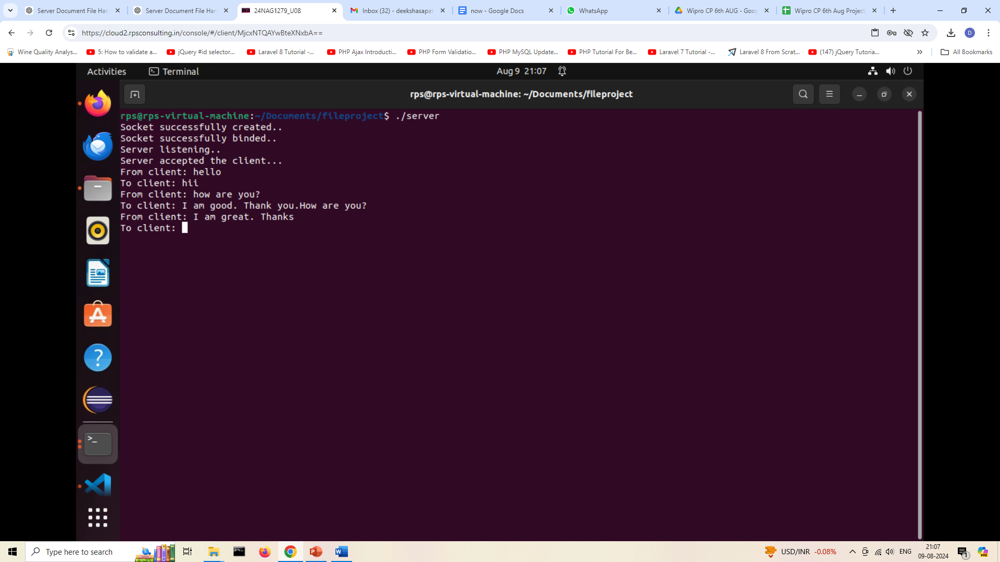 Server Document File Han
Server Document File Han
24NAG1279_U08
Inbox (32) - deekshasapat
now - Google Docs
WhatsApp
Wipro CP 6th AUG - Goog
Wipro CP 6th Aug Project
https://cloud2.rpsconsulting.in/console/#/client/MjcxNTQAYwBteXNxbA==
D
Wine Quality Analys...
5: How to validate a...
jQuery #id selector...
Laravel 8 Tutorial -...
PHP Ajax Introducti...
PHP Form Validatio...
PHP MySQL Update...
PHP Tutorial For Be...
Laravel 7 Tutorial -...
Laravel 8 From Scrat...
(147) jQuery Tutoria...
All Bookmarks
Activities
Terminal
Aug 9 21:07
rps@rps-virtual-machine: ~/Documents/fileproject
rps@rps-virtual-machine:~/Documents/fileproject$ ./server
Socket successfully created..
Socket successfully binded..
Server listening..
Server accepted the client...
From client: hello
To client: hii
From client: how are you?
To client: I am good. Thank you.How are you?
From client: I am great. Thanks
To client:
Type here to search
USD/INR -0.08%
ENG
21:07
09-08-2024
1
PRE